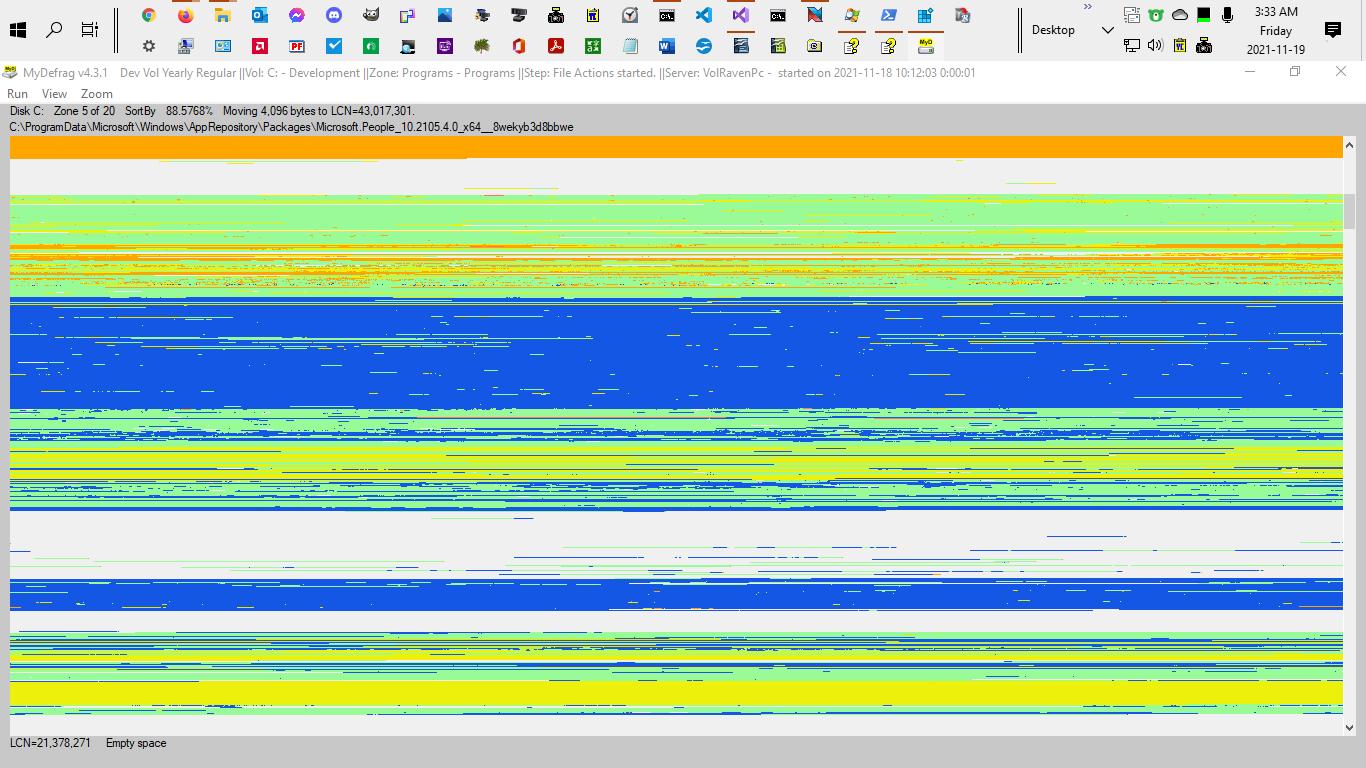 3:33 AM
Desktop
Friday
2021-11-19
MyDefrag v4.3.1 Dev Vol Yearly Regular ||Vol: C: - Development ||Zone: Programs - Programs ||Step: File Actions started. ||Server: VolRavenPc - started on 2021-11-18 10:12:03 0:00:01
Run View Zoom
Disk C: Zone 5 of 20 SortBy 88.5768% Moving 4,096 bytes to LCN=43,017,301.
C:\ProgramData\Microsoft\Windows\AppRepository\Packages\Microsoft.People_10.2105.4.0_x64__8wekyb3d8bbwe
LCN=21,378,271 Empty space